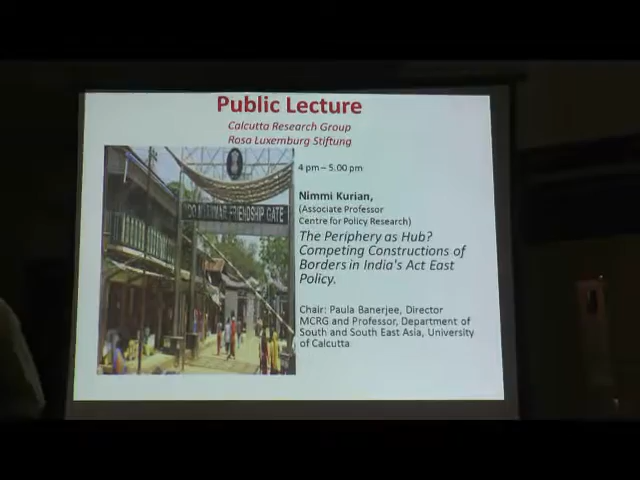 Public Lecture
Calcutta Research Group
Rosa Luxemburg Stiftung
4 pm – 5.00 pm
Nimmi Kurian,
(Associate Professor
Centre for Policy Research)
The Periphery as Hub?
Competing Constructions of
Borders in India's Act East
Policy.
Chair: Paula Banerjee, Director
MCRG and Professor, Department of
South and South East Asia, University
of Calcutta
FRIENDSHIP GATE